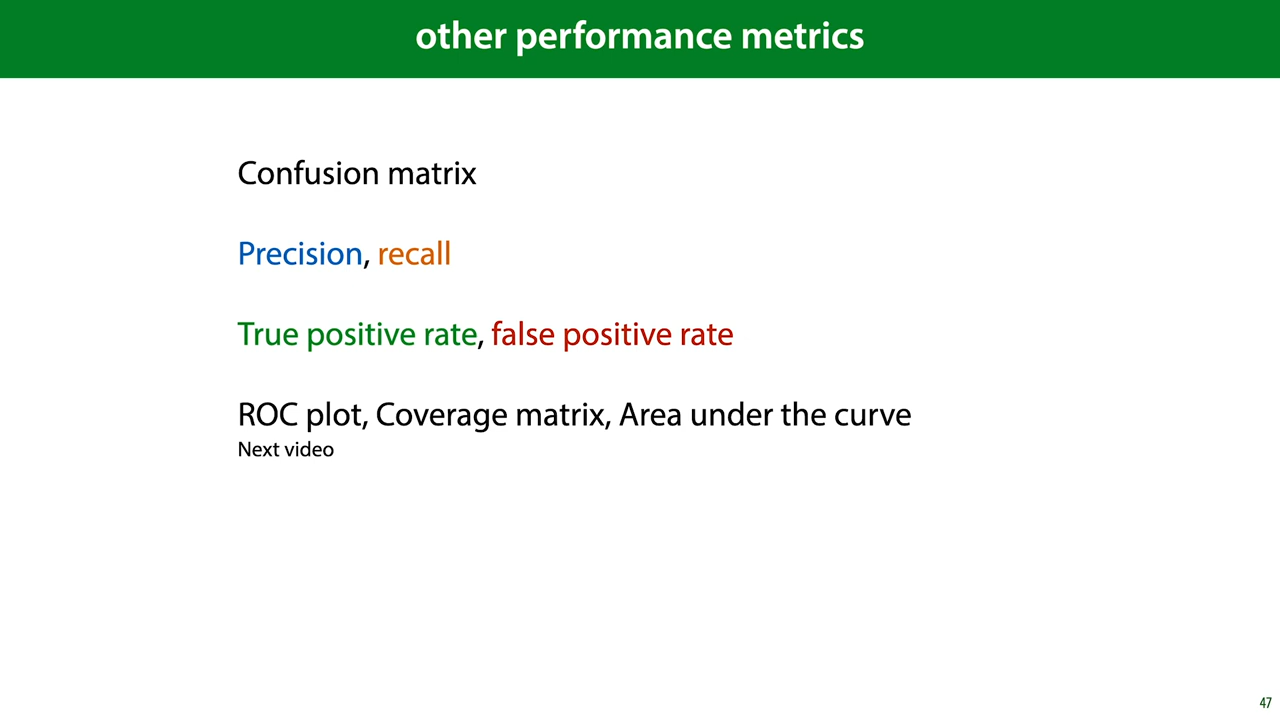 other performance metrics
Confusion matrix
Precision, recall
True positive rate, false positive rate
ROC plot, Coverage matrix, Area under the curve
Next video
47